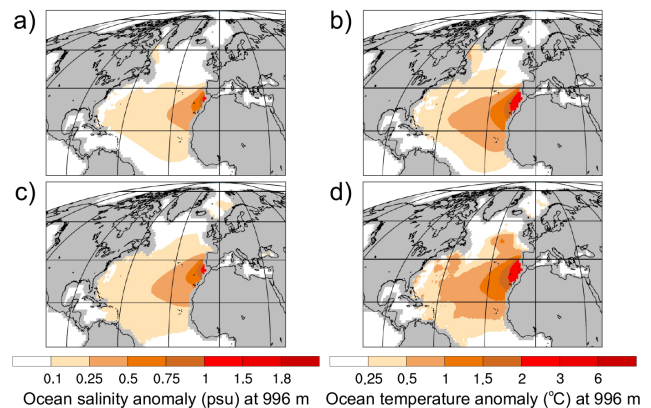 a)
b)
c)
d)
0.1 0.25 0.5 0.75 1 1.5 1.8
0,25 0,5 1 1,5 2 3 6
Ocean salinity anomaly (psu) at 996 m
Ocean temperature anomaly (°C) at 996 m